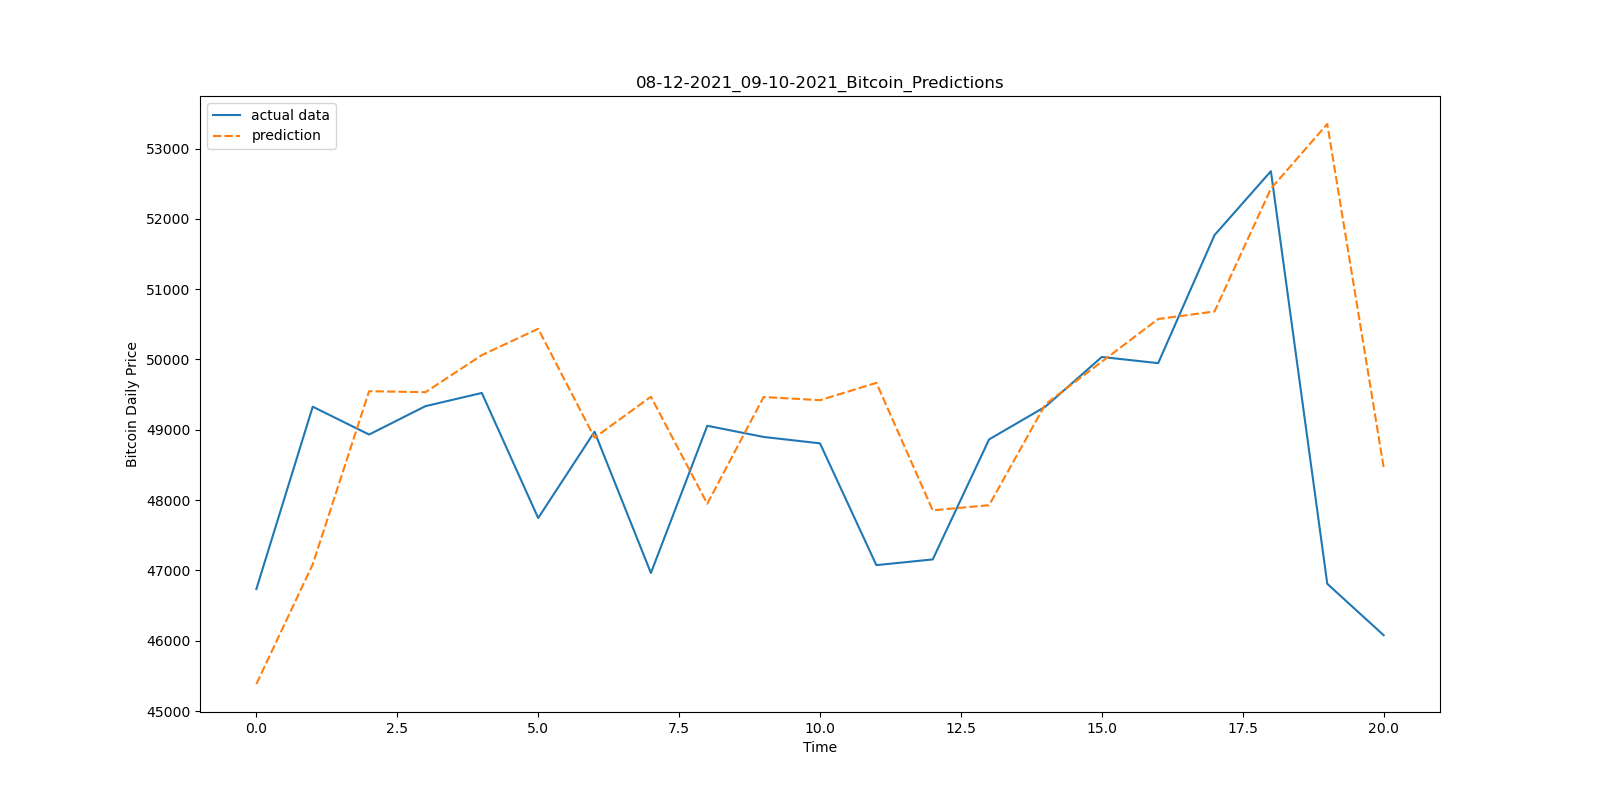 08-12-2021_09-10-2021_Bitcoin_Predictions
actual data
prediction
53000
52000
51000
50000
49000
48000
47000
46000
45000
Bitcoin Daily Price
0.0 2.5 5.0 7.5 10.0 12.5 15.0 17.5 20.0
Time